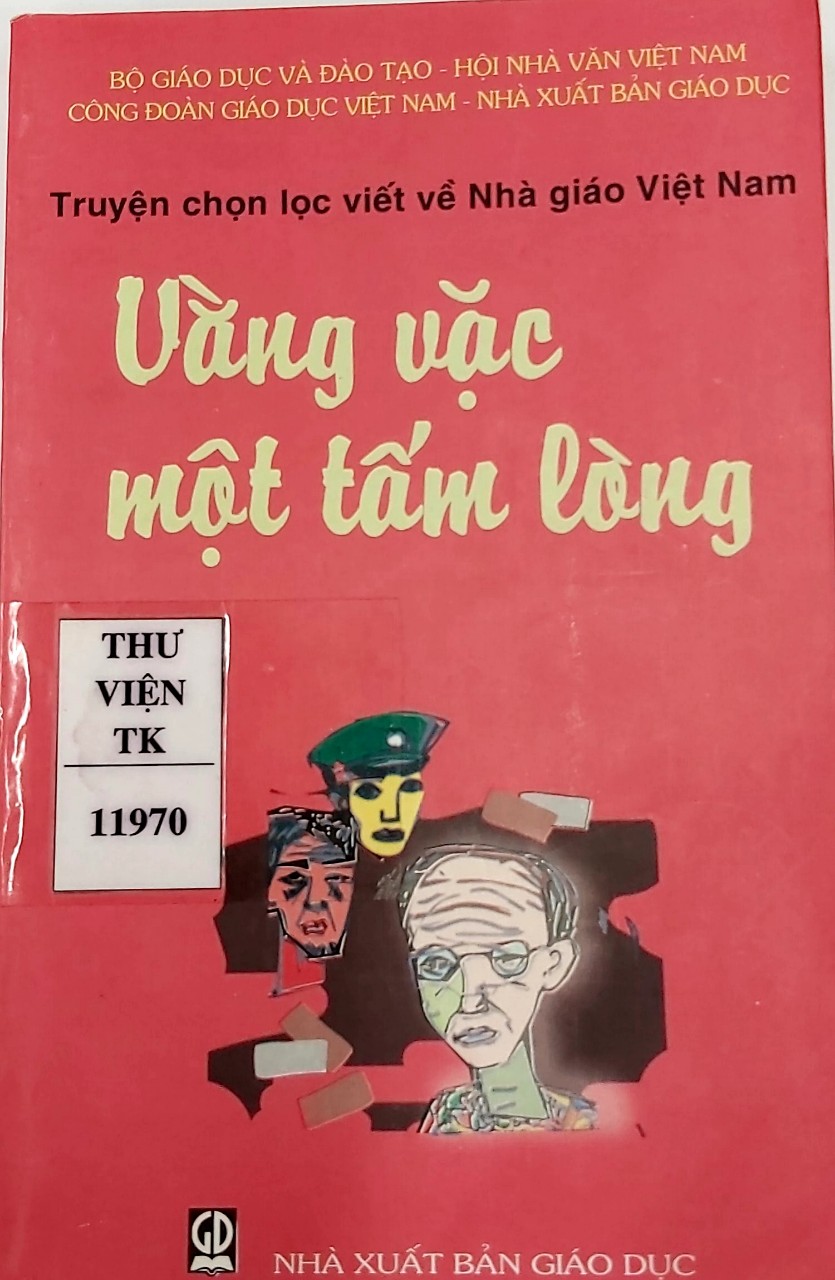 BỘ GIÁO DỤC VÀ ĐÀO TẠO - HỘI NHÀ VĂN VIỆT NAM
CÔNG ĐOÀN GIÁO DỤC VIỆT NAM - NHÀ XUẤT BẢN GIÁO DỤC
Truyện chọn lọc viết về Nhà giáo Việt Nam
Vằng vặc
một tấm lòng
THƯ
VIỆN
TK
11970
GD
NHÀ XUẤT BẢN GIÁO DỤC